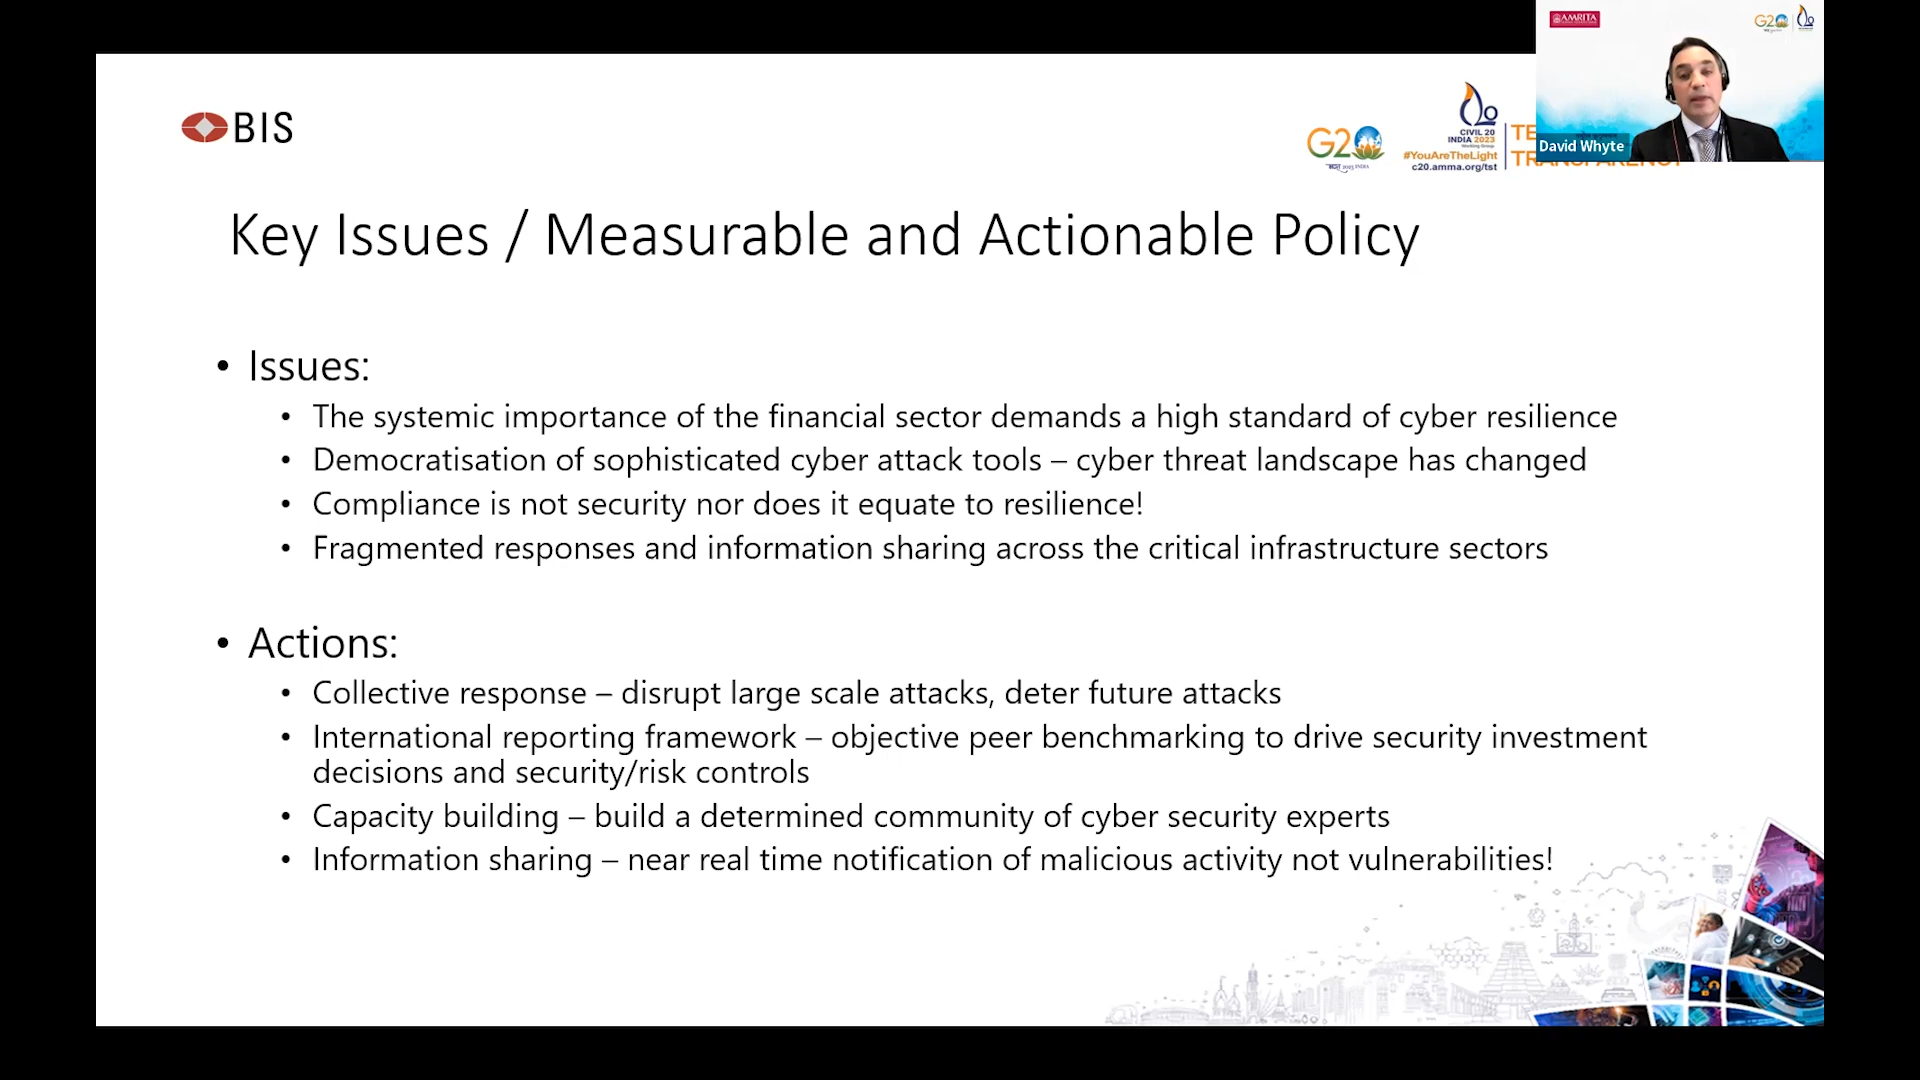 AMRITA
G20
BIS
G20
CIVIL 20
INDIA 2023
Working Group
#YouAreTheLight
c20.amma.org/tst
David Whyte
Key Issues / Measurable and Actionable Policy
• Issues:
• The systemic importance of the financial sector demands a high standard of cyber resilience
• Democratisation of sophisticated cyber attack tools – cyber threat landscape has changed
• Compliance is not security nor does it equate to resilience!
• Fragmented responses and information sharing across the critical infrastructure sectors
• Actions:
• Collective response – disrupt large scale attacks, deter future attacks
• International reporting framework – objective peer benchmarking to drive security investment
decisions and security/risk controls
• Capacity building – build a determined community of cyber security experts
• Information sharing – near real time notification of malicious activity not vulnerabilities!